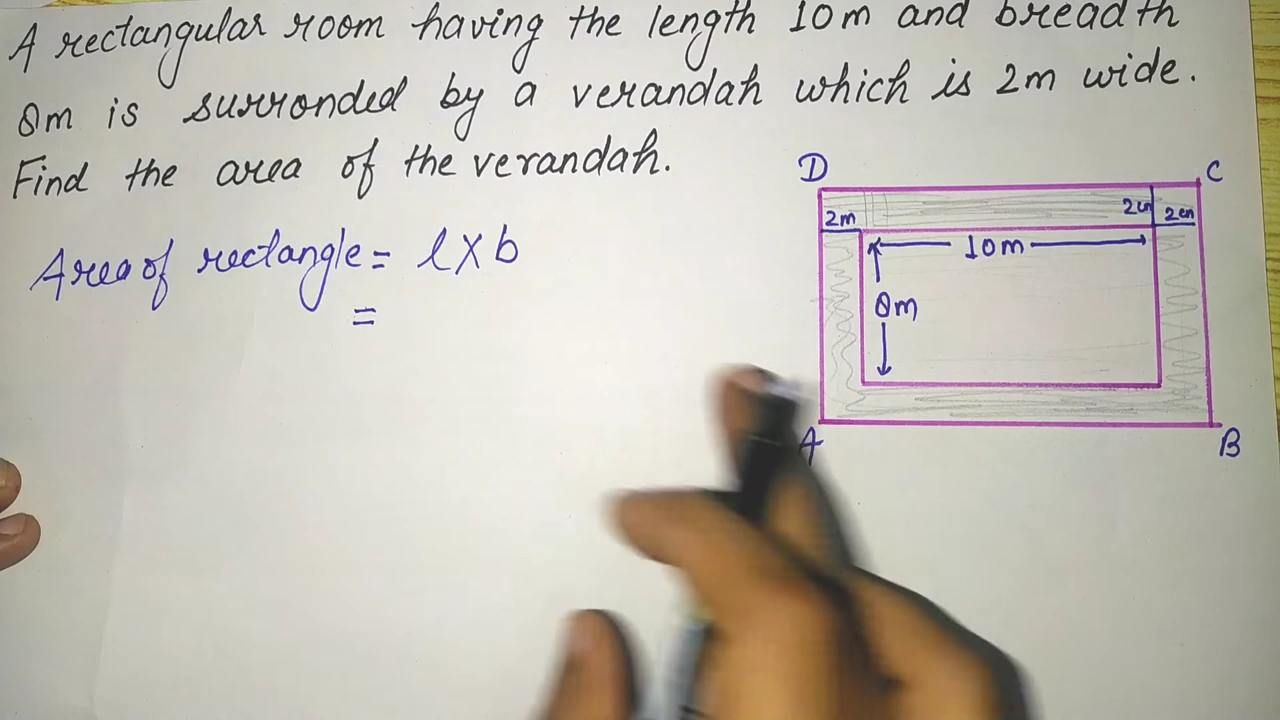 A rectangular room having the length 10m and breadth
8m is surronded by a verandah which is 2m wide.
Find the area of the verandah.
D
C
2m
2m
10m
8m
Area of rectangle = l x b
=
A
B